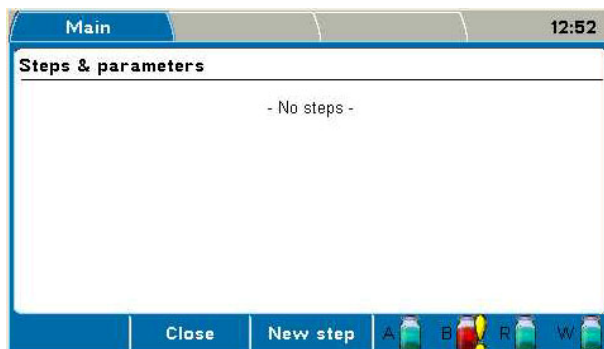 Main
12:52
Steps & parameters
- No steps -
Close
New step
A
B
R
W